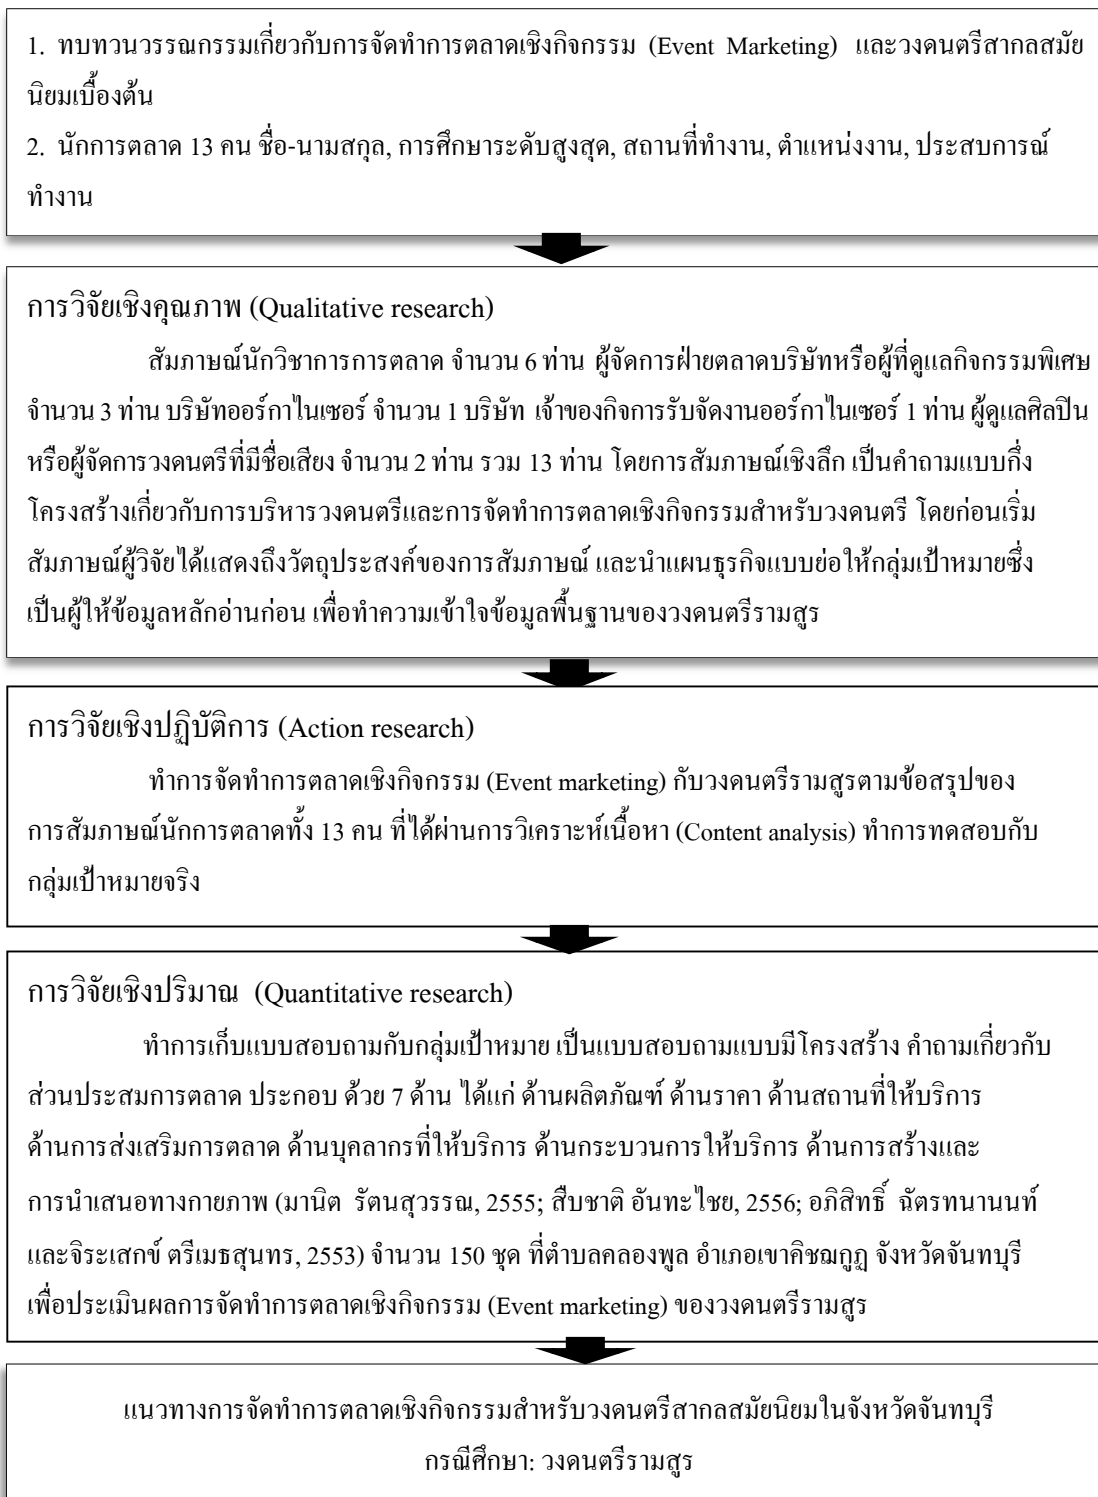 1. ทบทวนวรรณกรรมเกี่ยวกับการจัดทำการตลาดเชิงกิจกรรม (Event Marketing) และวงดนตรีสากลสมัย
นิยมเบื้องต้น
2. นักการตลาด 13 คน ชื่อ-นามสกุล, การศึกษาระดับสูงสุด, สถานที่ทำงาน, ตำแหน่งงาน, ประสบการณ์
ทำงาน
การวิจัยเชิงคุณภาพ (Qualitative research)
สัมภาษณ์นักวิชาการการตลาด จำนวน 6 ท่าน ผู้จัดการฝ่ายตลาดบริษัทหรือผู้ที่ดูแลกิจกรรมพิเศษ
จำนวน 3 ท่าน บริษัทออร์กาไนเซอร์ จำนวน 1 บริษัท เจ้าของกิจการรับจัดงานออร์กาไนเซอร์ 1 ท่าน ผู้ดูแลศิลปิน
หรือผู้จัดการวงดนตรีที่มีชื่อเสียง จำนวน 2 ท่าน รวม 13 ท่าน โดยการสัมภาษณ์เชิงลึก เป็นคำถามแบบกึ่ง
โครงสร้างเกี่ยวกับการบริหารวงดนตรีและการจัดทำการตลาดเชิงกิจกรรมสำหรับวงดนตรี โดยก่อนเริ่ม
สัมภาษณ์ผู้วิจัยได้แสดงถึงวัตถุประสงค์ของการสัมภาษณ์ และนำแผนธุรกิจแบบย่อให้กลุ่มเป้าหมายซึ่ง
เป็นผู้ให้ข้อมูลหลักอ่านก่อน เพื่อทำความเข้าใจข้อมูลพื้นฐานของวงดนตรีรามสูร
การวิจัยเชิงปฏิบัติการ (Action research)
ทำการจัดทำการตลาดเชิงกิจกรรม (Event marketing) กับวงดนตรีรามสูรตามข้อสรุปของ
การสัมภาษณ์นักการตลาดทั้ง 13 คน ที่ได้ผ่านการวิเคราะห์เนื้อหา (Content analysis) ทำการทดสอบกับ
กลุ่มเป้าหมายจริง
การวิจัยเชิงปริมาณ (Quantitative research)
ทำการเก็บแบบสอบถามกับกลุ่มเป้าหมาย เป็นแบบสอบถามแบบมีโครงสร้าง คำถามเกี่ยวกับ
ส่วนประสมการตลาด ประกอบ ด้วย 7 ด้าน ได้แก่ ด้านผลิตภัณฑ์ ด้านราคา ด้านสถานที่ให้บริการ
ด้านการส่งเสริมการตลาด ด้านบุคลากรที่ให้บริการ ด้านกระบวนการให้บริการ ด้านการสร้างและ
การนำเสนอทางกายภาพ (มานิต รัตนสุวรรณ, 2555; สืบชาติ อันทะไชย, 2556; อภิสิทธิ์ ฉัตรทนานนท์
และจิระเสกข์ ตรีเมธสุนทร, 2553) จำนวน 150 ชุด ที่ตำบลคลองพูล อำเภอเขาคิชฌกูฏ จังหวัดจันทบุรี
เพื่อประเมินผลการจัดทำการตลาดเชิงกิจกรรม (Event marketing) ของวงดนตรีรามสูร
แนวทางการจัดทำการตลาดเชิงกิจกรรมสำหรับวงดนตรีสากลสมัยนิยมในจังหวัดจันทบุรี
กรณีศึกษา: วงดนตรีรามสูร